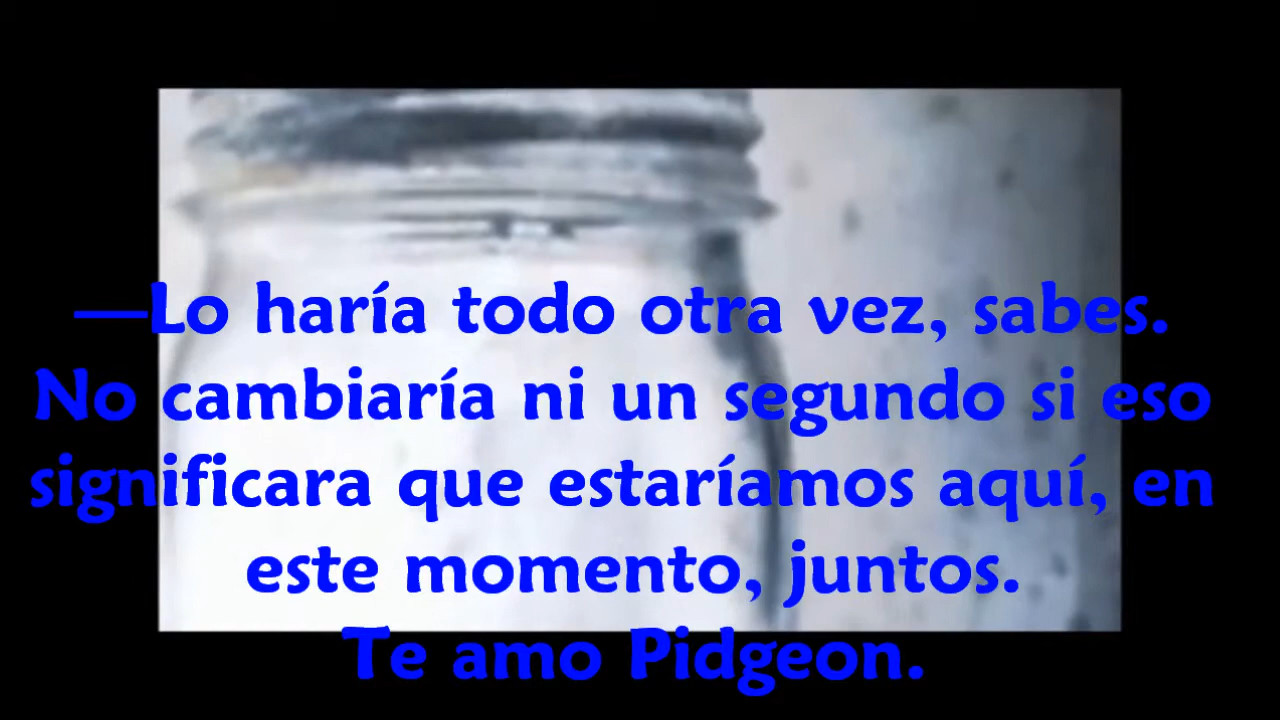 —Lo haría todo otra vez, sabes.
No cambiaría ni un segundo si eso
significara que estaríamos aquí, en
este momento, juntos.
Te amo Pidgeon.